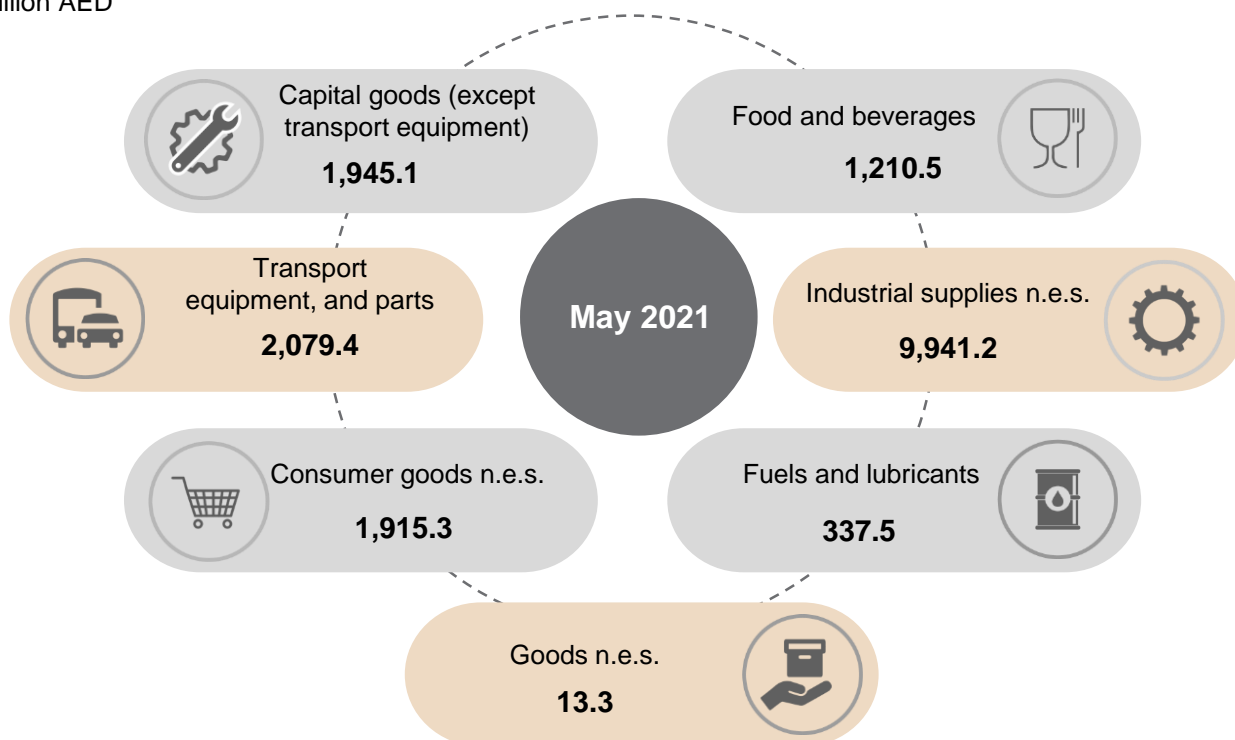 AED
Capital goods (except
transport equipment)
1,945.1
Food and beverages
1,210.5
Transport
equipment, and parts
2,079.4
May 2021
Industrial supplies n.e.s.
9,941.2
Consumer goods n.e.s.
1,915.3
Fuels and lubricants
337.5
Goods n.e.s.
13.3